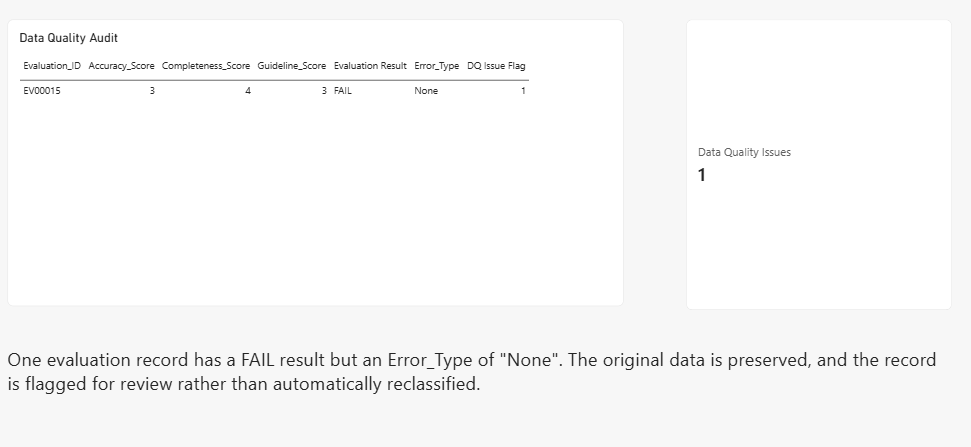 Data Quality Audit
Evaluation_ID Accuracy_Score Completeness_Score Guideline_Score Evaluation Result Error_Type DQ Issue Flag
EV00015 3 4 3 FAIL None 1
Data Quality Issues
1
One evaluation record has a FAIL result but an Error_Type of "None". The original data is preserved, and the record
is flagged for review rather than automatically reclassified.